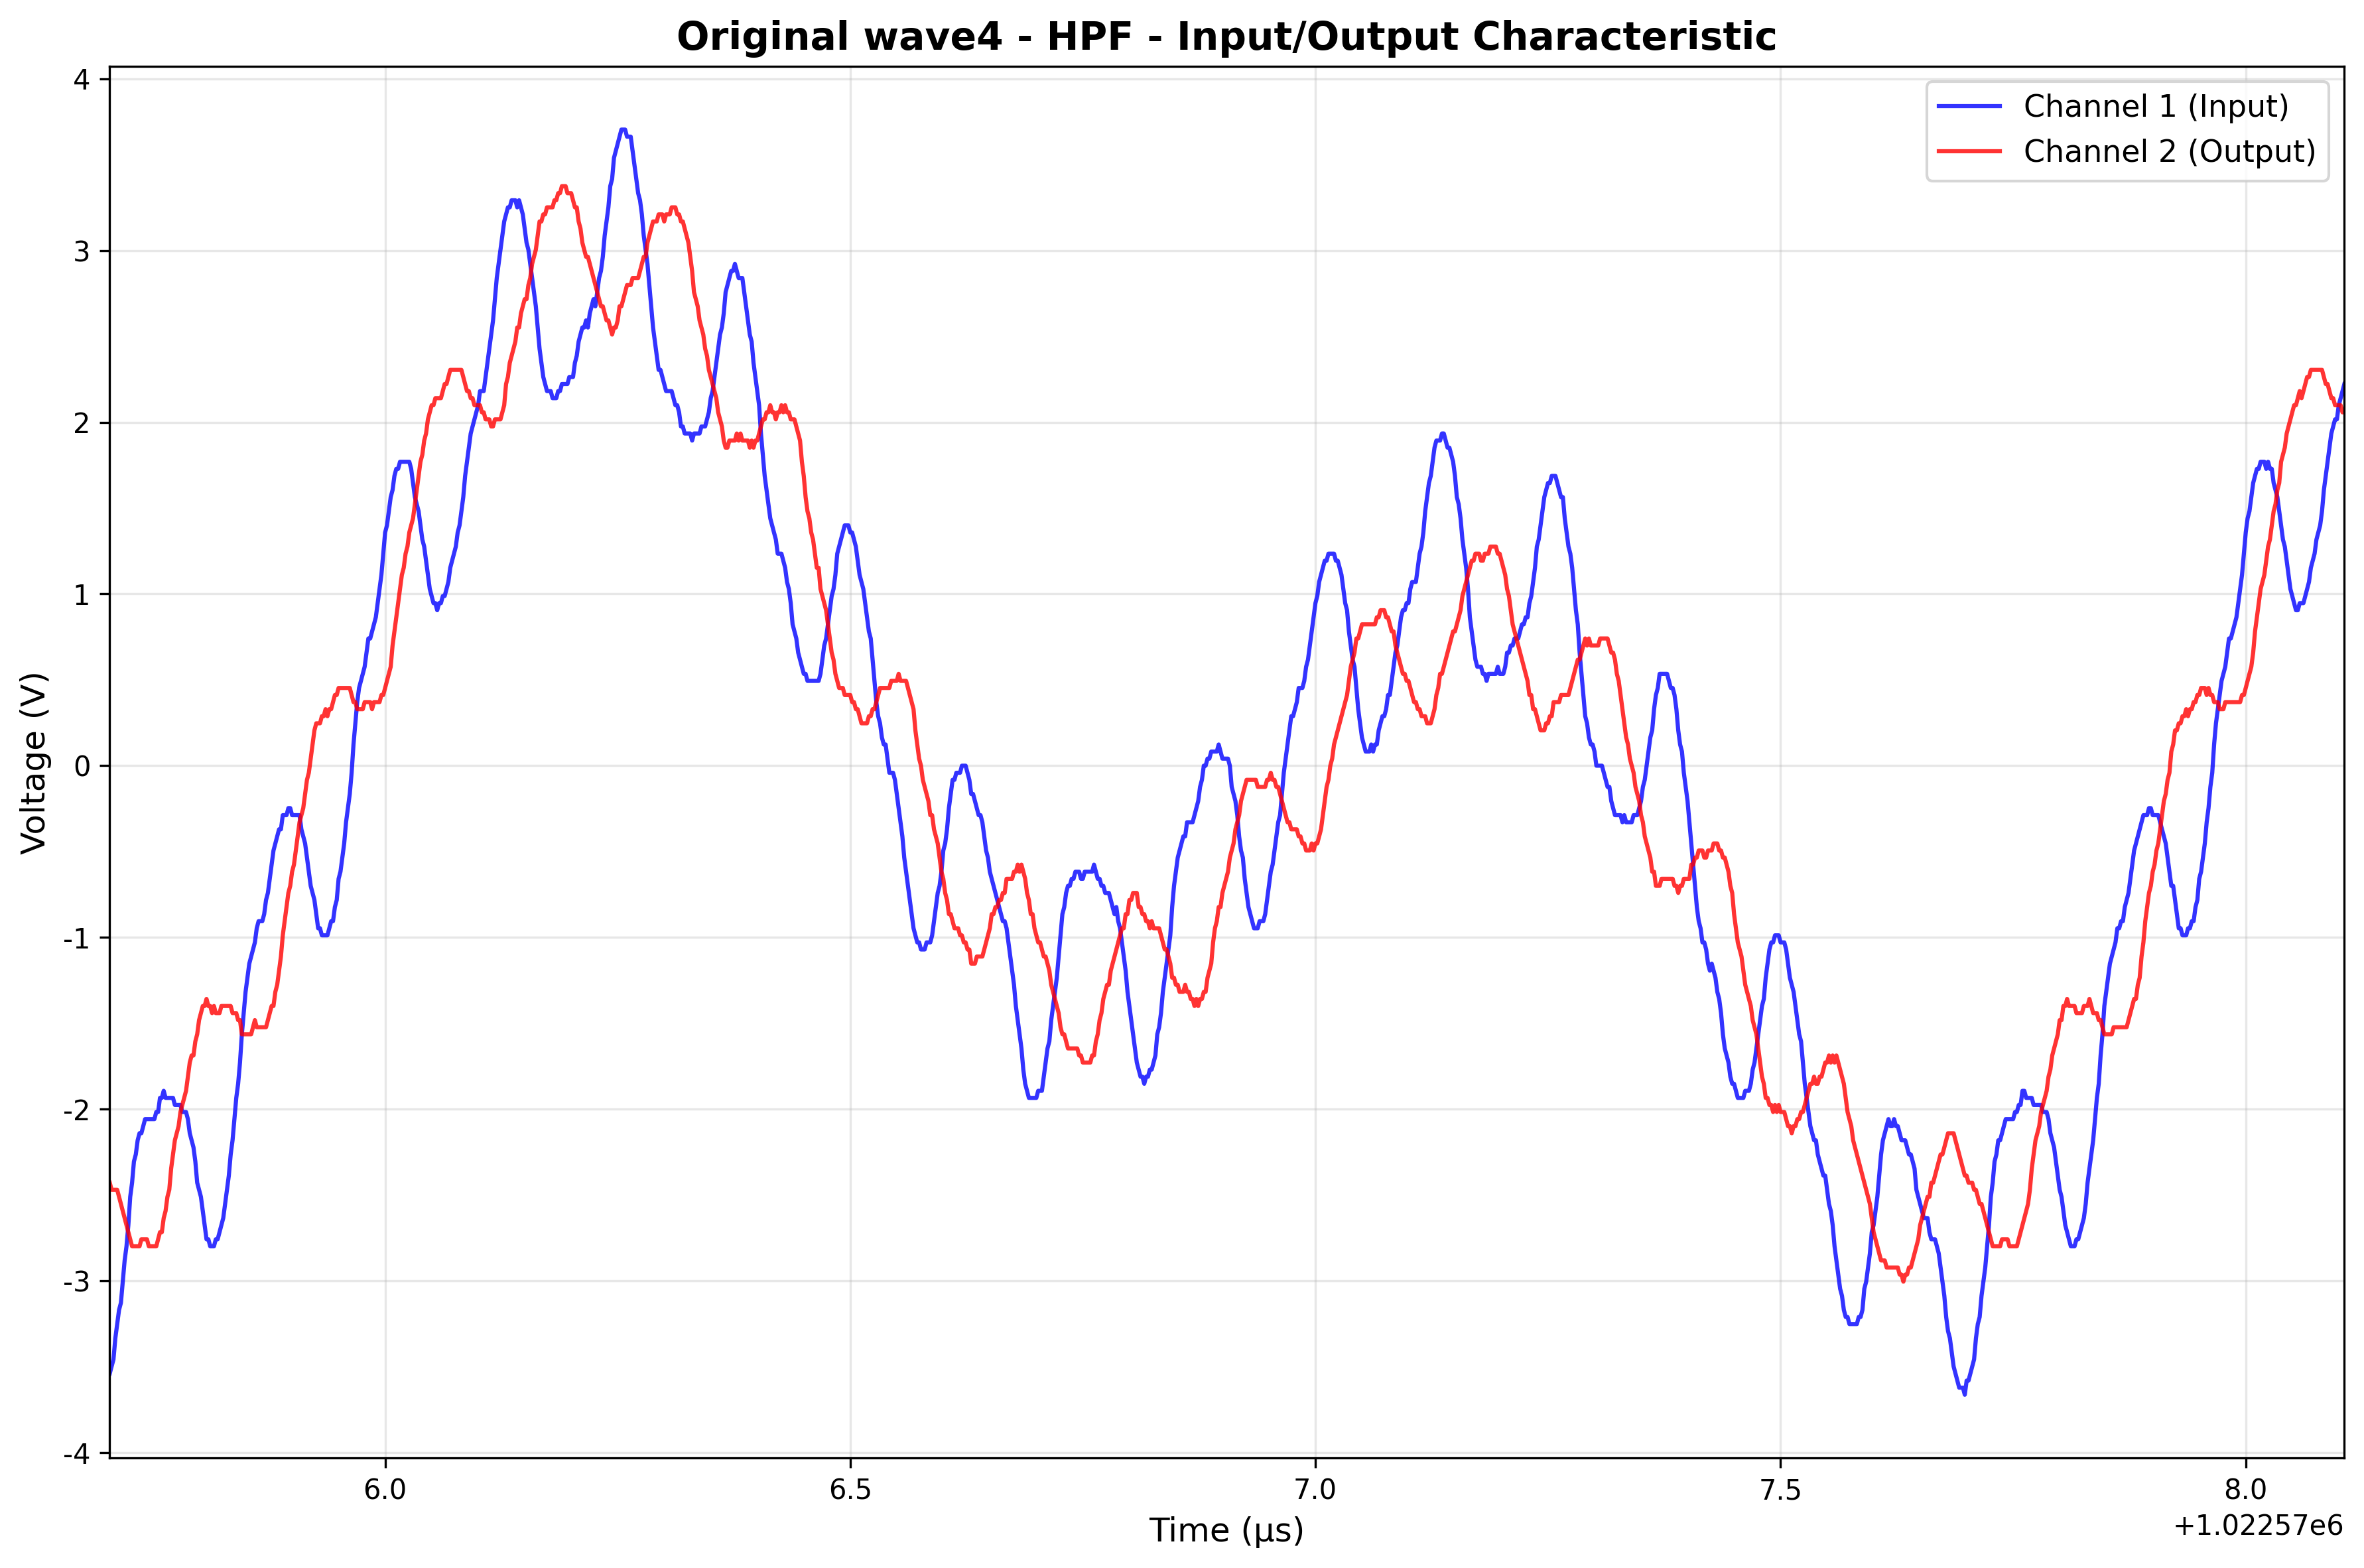 Original wave4 - HPF - Input/Output Characteristic
Channel 1 (Input)
Channel 2 (Output)
Voltage (V)
4
3
2
1
0
-1
-2
-3
-4
6.0
6.5
7.0
7.5
8.0
Time (µs)
+1.02257e6